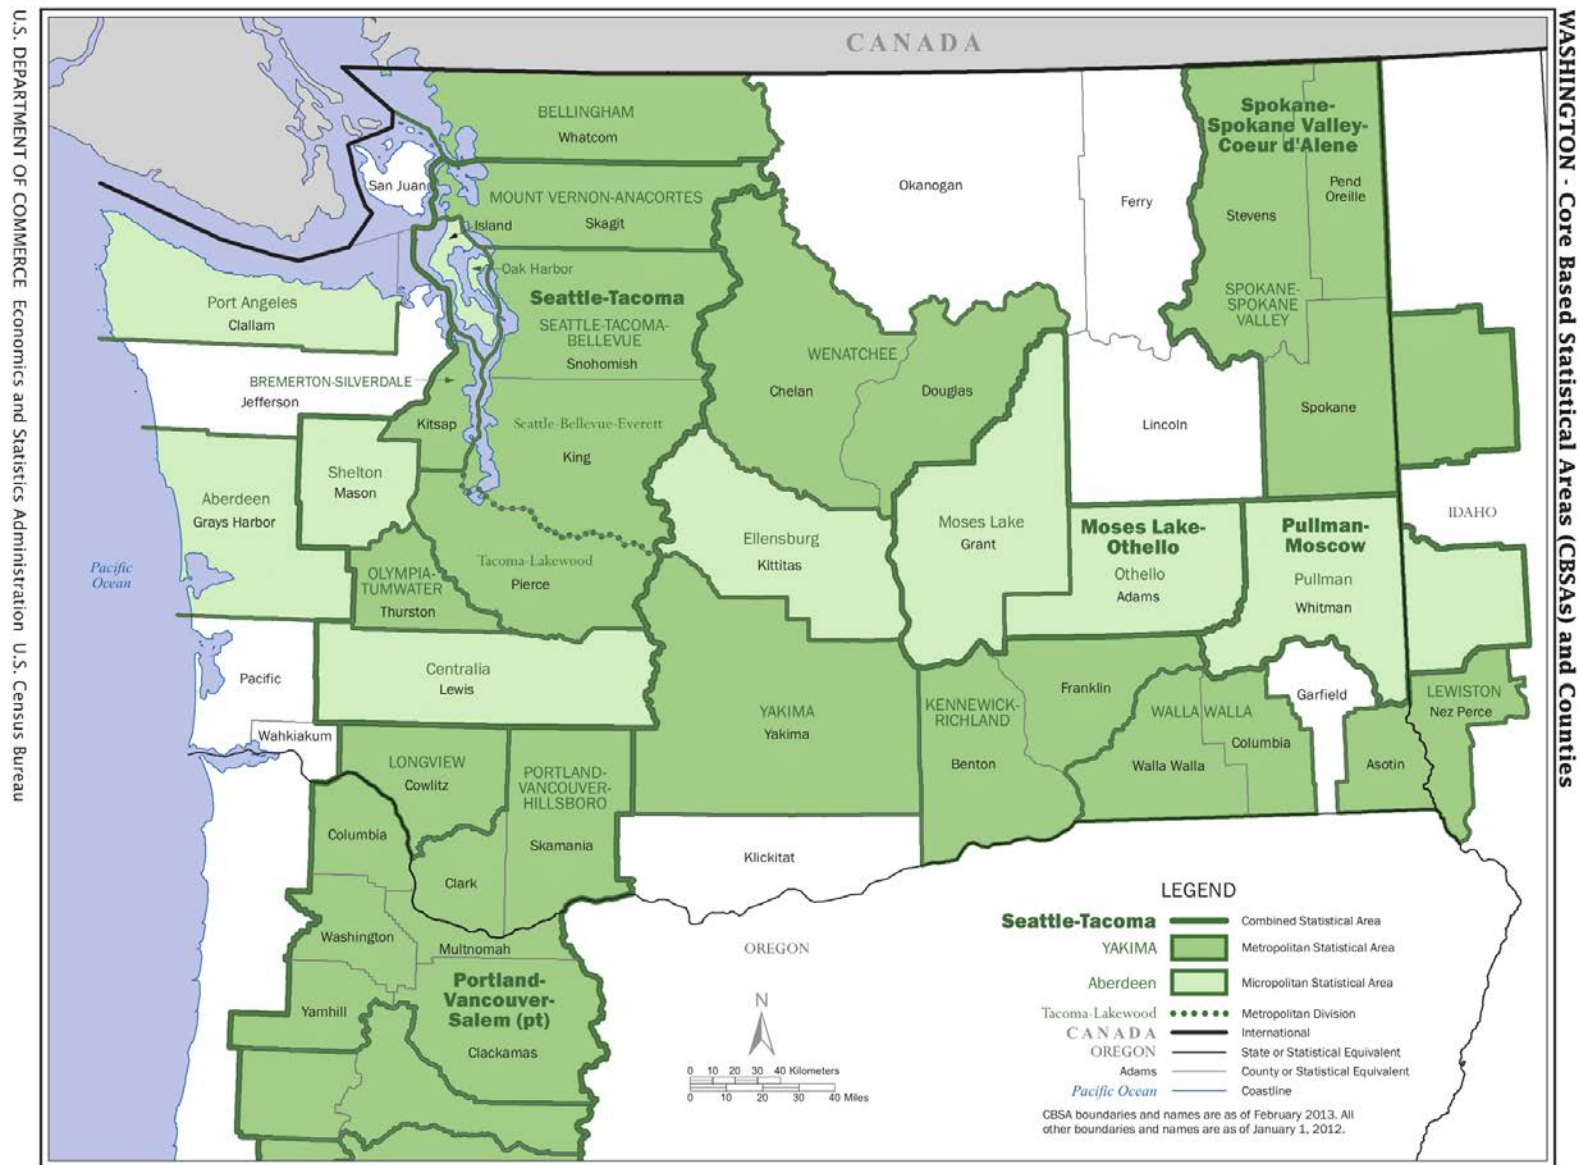 WASHINGTON - Core Based Statistical Areas (CBSAs) and Counties
U.S. DEPARTMENT OF COMMERCE Economics and Statistics Administration U.S. Census Bureau
CANADA
BELLINGHAM
Whatcom
San Juan
MOUNT VERNON-ANACORTES
Skagit
Island
Oak Harbor
Okanogan
Ferry
Spokane-
Spokane Valley-
Coeur d'Alene
Stevens
Pend
Oreille
SPOKANE-
SPOKANE
VALLEY
Spokane
Port Angeles
Clallam
Seattle-Tacoma
SEATTLE-TACOMA-
BELLEVUE
Snohomish
BREMERTON-SILVERDALE
Jefferson
Kitsap
Seattle-Bellevue-Everett
King
WENATCHEE
Chelan
Douglas
Lincoln
Shelton
Mason
Aberdeen
Grays Harbor
Pacific
Ocean
OLYMPIA-
TUMWATER
Thurston
Tacoma-Lakewood
Pierce
Ellensburg
Kittitas
Moses Lake
Grant
Moses Lake-
Othello
Othello
Adams
Pullman-
Moscow
Pullman
Whitman
IDAHO
Pacific
Centralia
Lewis
Wahkiakum
LONGVIEW
Cowlitz
PORTLAND-
VANCOUVER-
HILLSBORO
Skamania
Clark
YAKIMA
Yakima
KENNEWICK-
RICHLAND
Franklin
Benton
WALLA WALLA
Columbia
Walla Walla
Garfield
Asotin
LEWISTON
Nez Perce
Klickitat
Columbia
Washington
Multnomah
Yamhill
Portland-
Vancouver-
Salem (pt)
Clackamas
OREGON
N
0 10 20 30 40 Kilometers
0 10 20 30 40 Miles
LEGEND
Seattle-Tacoma Combined Statistical Area
YAKIMA Metropolitan Statistical Area
Aberdeen Micropolitan Statistical Area
Tacoma-Lakewood Metropolitan Division
CANADA International
OREGON State or Statistical Equivalent
Adams County or Statistical Equivalent
Pacific Ocean Coastline
CBSA boundaries and names are as of February 2013. All
other boundaries and names are as of January 1, 2012.